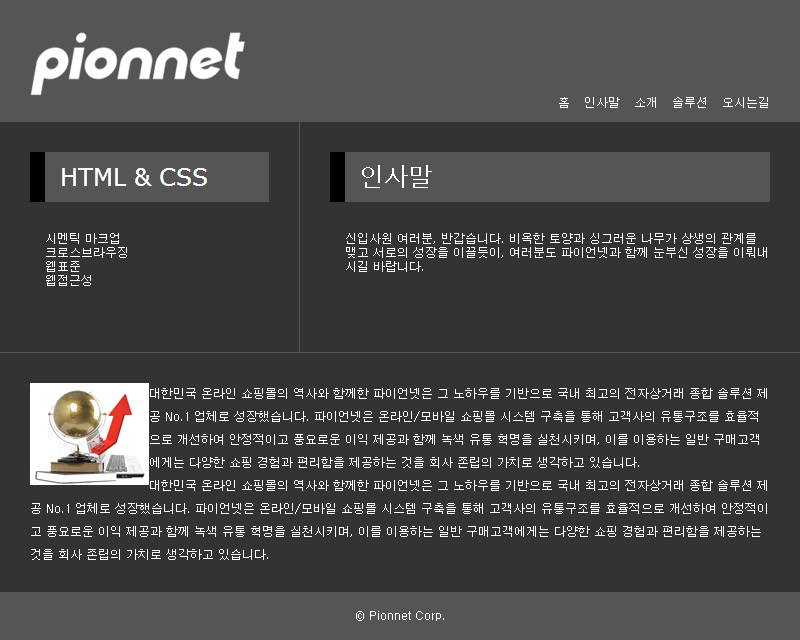 pionnet
홈 인사말 소개 솔루션 오시는길
HTML & CSS
시멘틱 마크업
크로스브라우징
웹표준
웹접근성
인사말
신입사원 여러분, 반갑습니다. 비옥한 토양과 싱그러운 나무가 상생의 관계를
맺고 서로의 성장을 이끌듯이, 여러분도 파이언넷과 함께 눈부신 성장을 이뤄내
시길 바랍니다.
대한민국 온라인 쇼핑몰의 역사와 함께한 파이언넷은 그 노하우를 기반으로 국내 최고의 전자상거래 종합 솔루션 제
공 No.1 업체로 성장했습니다. 파이언넷은 온라인/모바일 쇼핑몰 시스템 구축을 통해 고객사의 유통구조를 효율적
으로 개선하여 안정적이고 풍요로운 이익 제공과 함께 녹색 유통 혁명을 실천시키며, 이를 이용하는 일반 구매고객
에게는 다양한 쇼핑 경험과 편리함을 제공하는 것을 회사 존립의 가치로 생각하고 있습니다.
대한민국 온라인 쇼핑몰의 역사와 함께한 파이언넷은 그 노하우를 기반으로 국내 최고의 전자상거래 종합 솔루션 제
공 No.1 업체로 성장했습니다. 파이언넷은 온라인/모바일 쇼핑몰 시스템 구축을 통해 고객사의 유통구조를 효율적으로 개선하여 안정적이
고 풍요로운 이익 제공과 함께 녹색 유통 혁명을 실천시키며, 이를 이용하는 일반 구매고객에게는 다양한 쇼핑 경험과 편리함을 제공하는
것을 회사 존립의 가치로 생각하고 있습니다.
© Pionnet Corp.